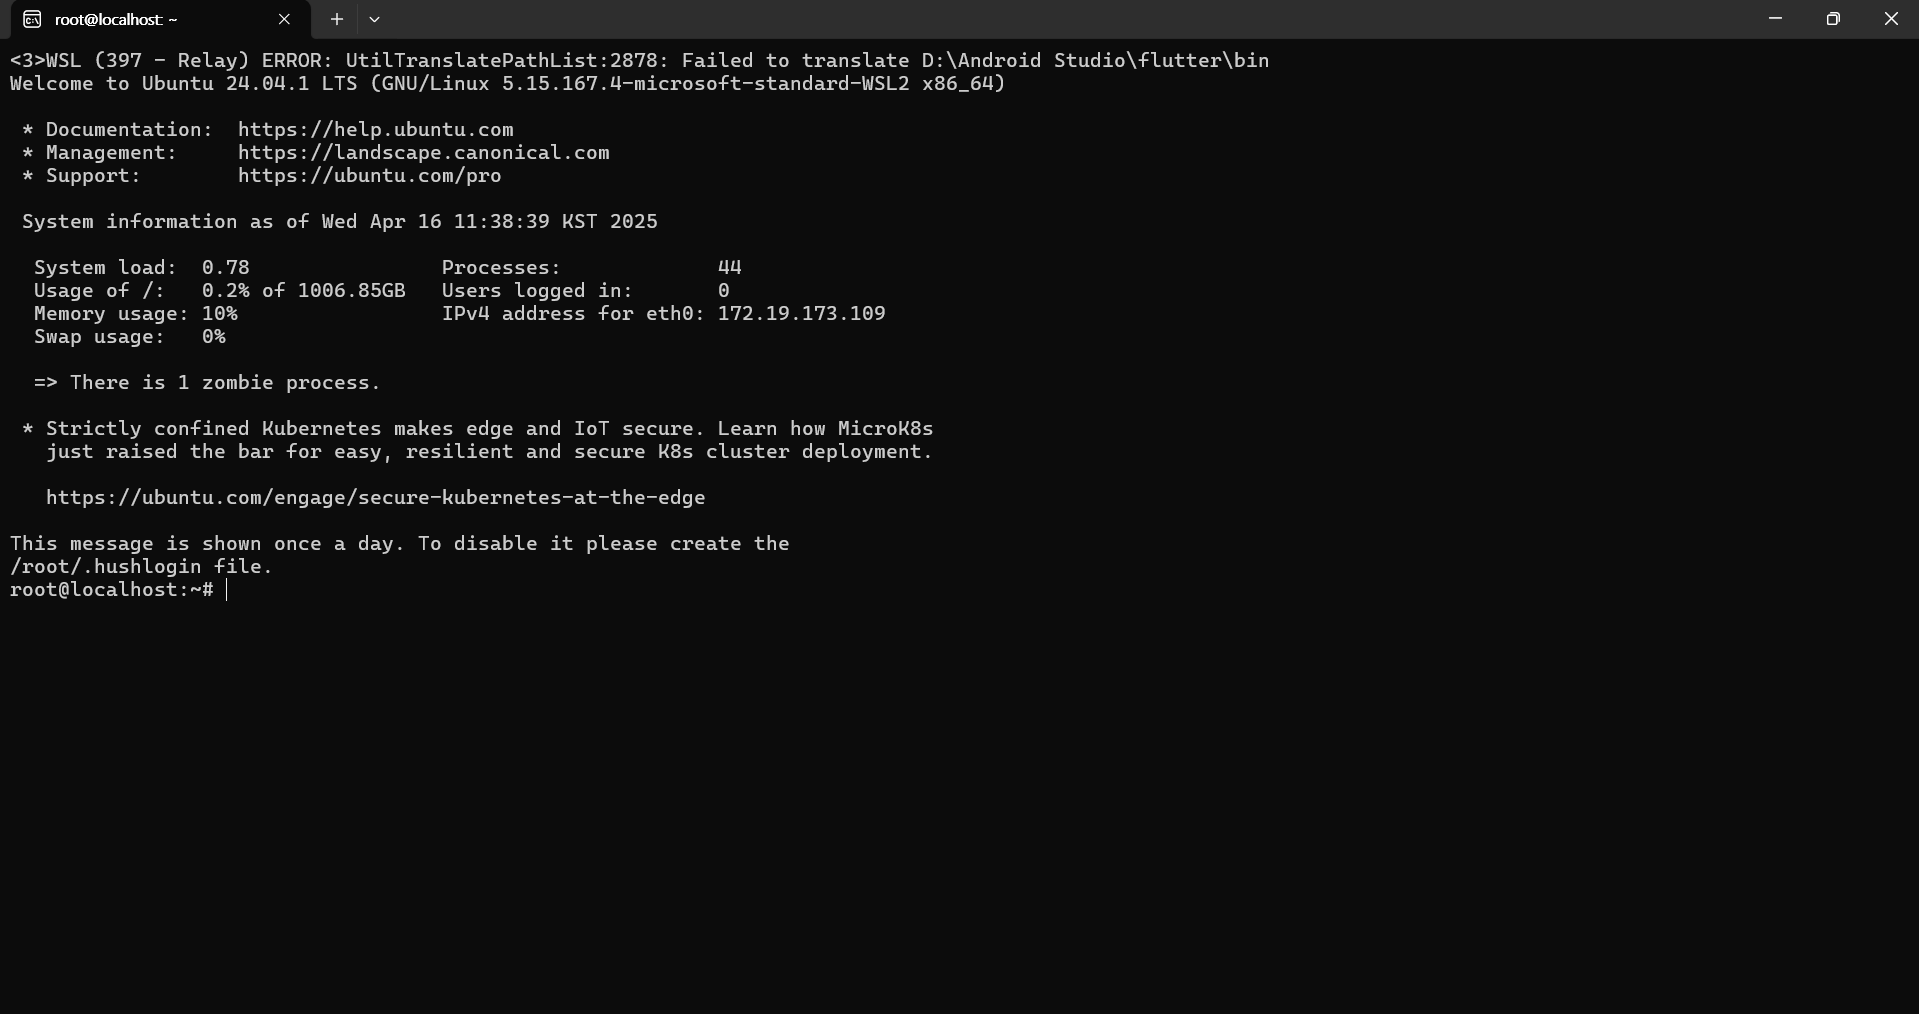 root@localhost: ~
<3>WSL (397 - Relay) ERROR: UtilTranslatePathList:2878: Failed to translate D:\Android Studio\flutter\bin
Welcome to Ubuntu 24.04.1 LTS (GNU/Linux 5.15.167.4-microsoft-standard-WSL2 x86_64)

 * Documentation:  https://help.ubuntu.com
 * Management:     https://landscape.canonical.com
 * Support:        https://ubuntu.com/pro

 System information as of Wed Apr 16 11:38:39 KST 2025

  System load:  0.78                Processes:             44
  Usage of /:   0.2% of 1006.85GB   Users logged in:       0
  Memory usage: 10%                 IPv4 address for eth0: 172.19.173.109
  Swap usage:   0%

  => There is 1 zombie process.

 * Strictly confined Kubernetes makes edge and IoT secure. Learn how MicroK8s
   just raised the bar for easy, resilient and secure K8s cluster deployment.

   https://ubuntu.com/engage/secure-kubernetes-at-the-edge

This message is shown once a day. To disable it please create the
/root/.hushlogin file.
root@localhost:~#